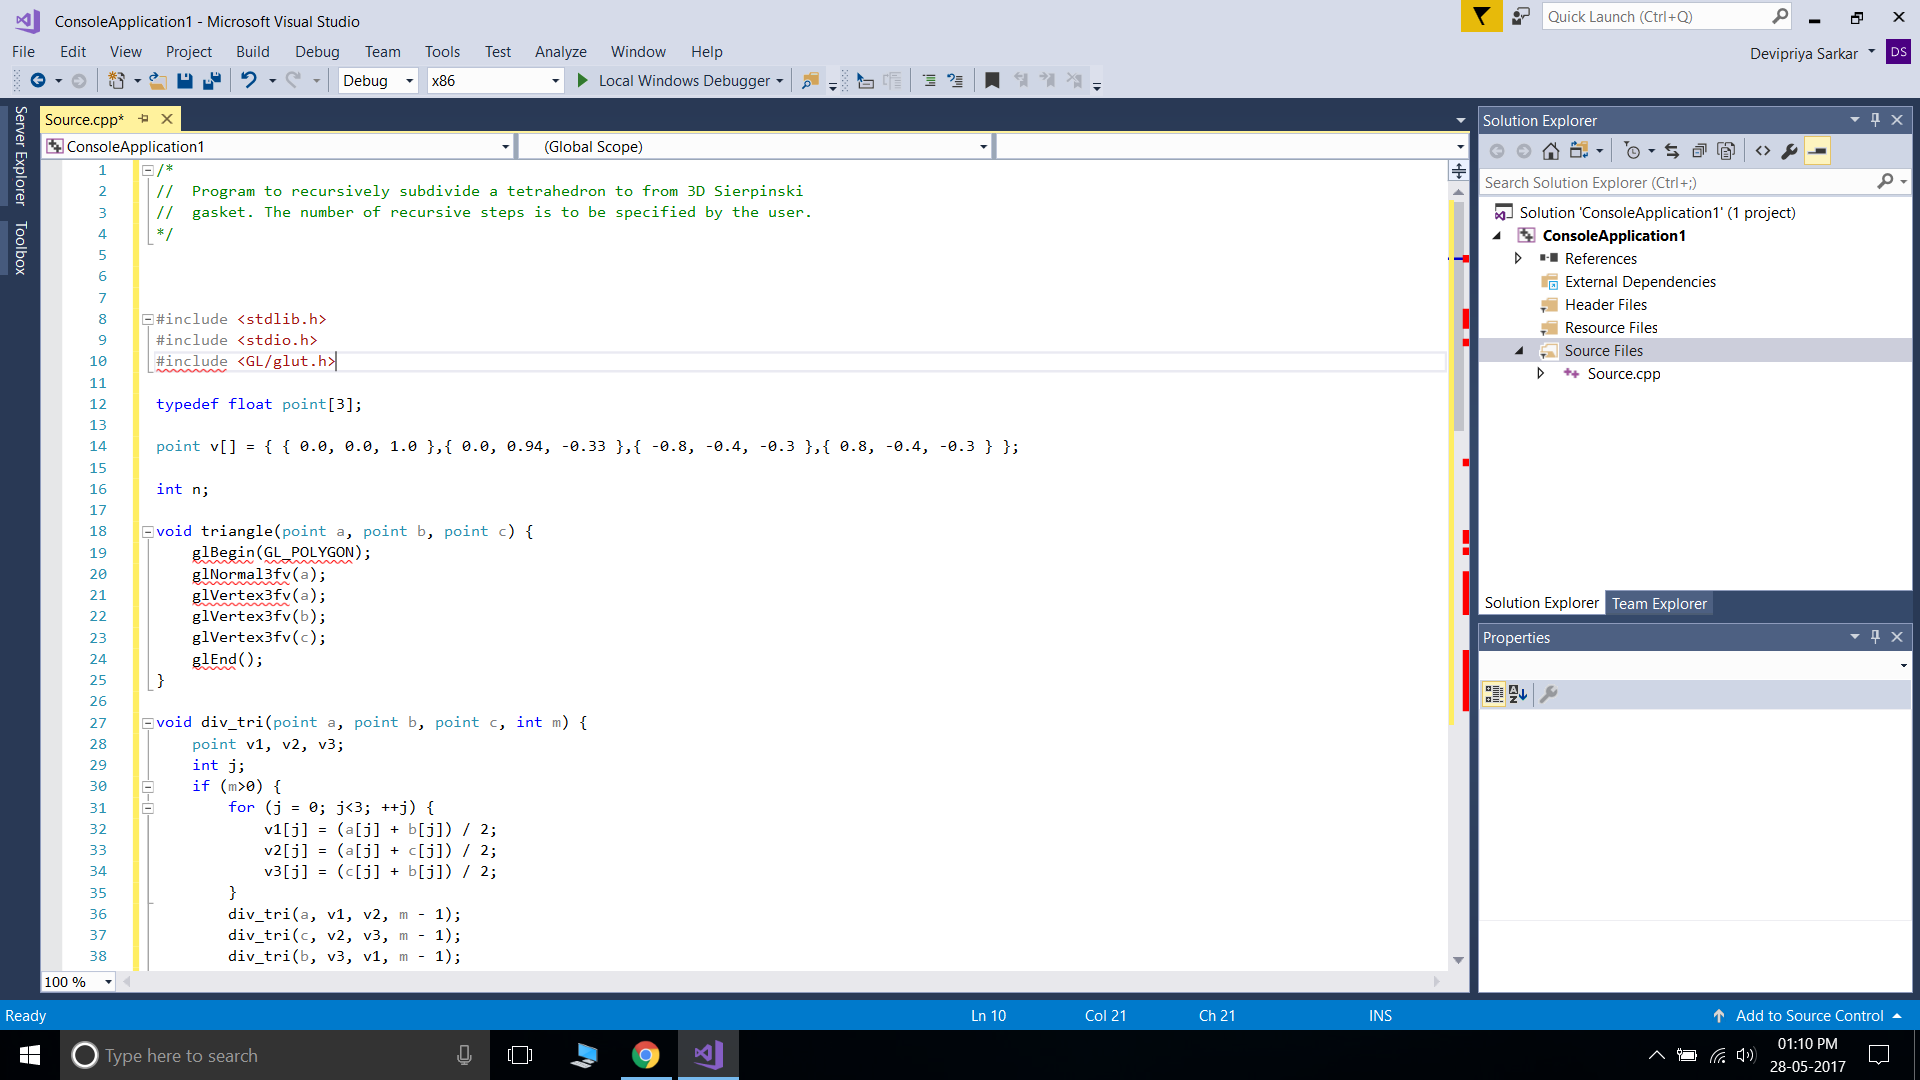 ConsoleApplication1 - Microsoft Visual Studio
Quick Launch (Ctrl+Q)
File Edit View Project Build Debug Team Tools Test Analyze Window Help
Devipriya Sarkar DS
Debug x86 Local Windows Debugger
Server Explorer
Toolbox
Source.cpp*
ConsoleApplication1 (Global Scope)
1 /*
2 // Program to recursively subdivide a tetrahedron to from 3D Sierpinski
3 // gasket. The number of recursive steps is to be specified by the user.
4 */
5
6
7
8 #include <stdlib.h>
9 #include <stdio.h>
10 #include <GL/glut.h>
11
12 typedef float point[3];
13
14 point v[] = { { 0.0, 0.0, 1.0 },{ 0.0, 0.94, -0.33 },{ -0.8, -0.4, -0.3 },{ 0.8, -0.4, -0.3 } };
15
16 int n;
17
18 void triangle(point a, point b, point c) {
19 glBegin(GL_POLYGON);
20 glNormal3fv(a);
21 glVertex3fv(a);
22 glVertex3fv(b);
23 glVertex3fv(c);
24 glEnd();
25 }
26
27 void div_tri(point a, point b, point c, int m) {
28 point v1, v2, v3;
29 int j;
30 if (m>0) {
31 for (j = 0; j<3; ++j) {
32 v1[j] = (a[j] + b[j]) / 2;
33 v2[j] = (a[j] + c[j]) / 2;
34 v3[j] = (c[j] + b[j]) / 2;
35 }
36 div_tri(a, v1, v2, m - 1);
37 div_tri(c, v2, v3, m - 1);
38 div_tri(b, v3, v1, m - 1);
100 %
Solution Explorer
Search Solution Explorer (Ctrl+;)
Solution 'ConsoleApplication1' (1 project)
ConsoleApplication1
References
External Dependencies
Header Files
Resource Files
Source Files
Source.cpp
Solution Explorer Team Explorer
Properties
Ready Ln 10 Col 21 Ch 21 INS Add to Source Control
Type here to search
01:10 PM
28-05-2017